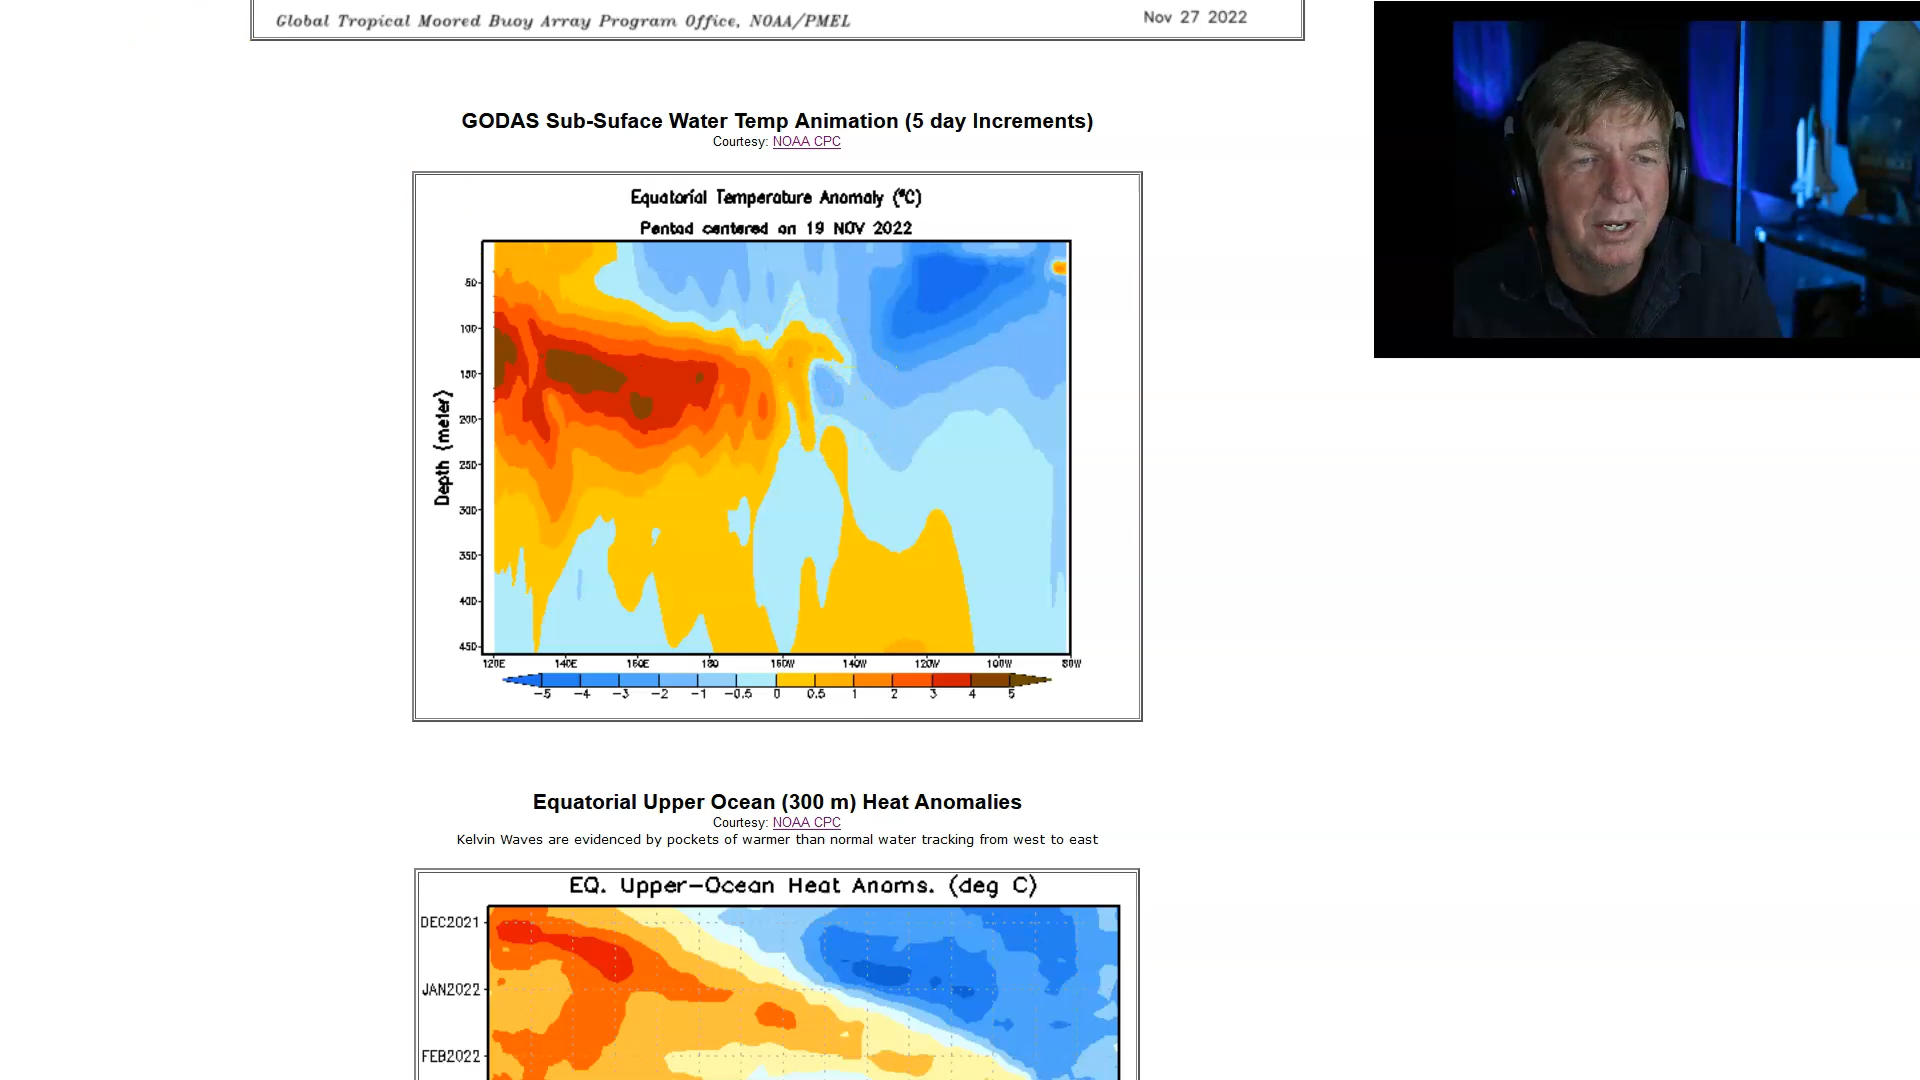 Global Tropical Moored Buoy Array Program Office, NOAA/PMEL
Nov 27 2022
GODAS Sub-Suface Water Temp Animation (5 day Increments)
Courtesy: NOAA CPC
Equatorial Temperature Anomaly (°C)
Pentad centered on 19 NOV 2022
50
100
150
200
250
300
350
400
450
Depth (meter)
120E 140E 160E 180 160W 140W 120W 100W 80W
-5 -4 -3 -2 -1 -0.5 0 0.5 1 2 3 4 5
Equatorial Upper Ocean (300 m) Heat Anomalies
Courtesy: NOAA CPC
Kelvin Waves are evidenced by pockets of warmer than normal water tracking from west to east
EQ. Upper-Ocean Heat Anoms. (deg C)
DEC2021
JAN2022
FEB2022